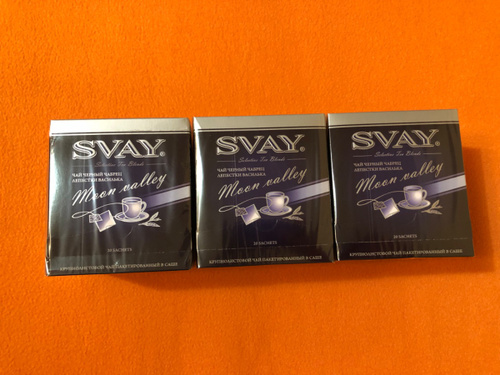 SVAY®
Selection Tea Blends
ЧАЙ ЧЕРНЫЙ ЧАБРЕЦ
ЛЕПЕСТКИ ВАСИЛЬКА
Moon valley
20 SACHETS
КРУПНОЛИСТОВОЙ ЧАЙ ПАКЕТИРОВАННЫЙ В САШЕ
SVAY®
Selection Tea Blends
ЧАЙ ЧЕРНЫЙ ЧАБРЕЦ
ЛЕПЕСТКИ ВАСИЛЬКА
Moon valley
20 SACHETS
КРУПНОЛИСТОВОЙ ЧАЙ ПАКЕТИРОВАННЫЙ В САШЕ
SVAY®
Selection Tea Blends
ЧАЙ ЧЕРНЫЙ ЧАБРЕЦ
ЛЕПЕСТКИ ВАСИЛЬКА
Moon valley
20 SACHETS
КРУПНОЛИСТОВОЙ ЧАЙ ПАКЕТИРОВАННЫЙ В САШЕ